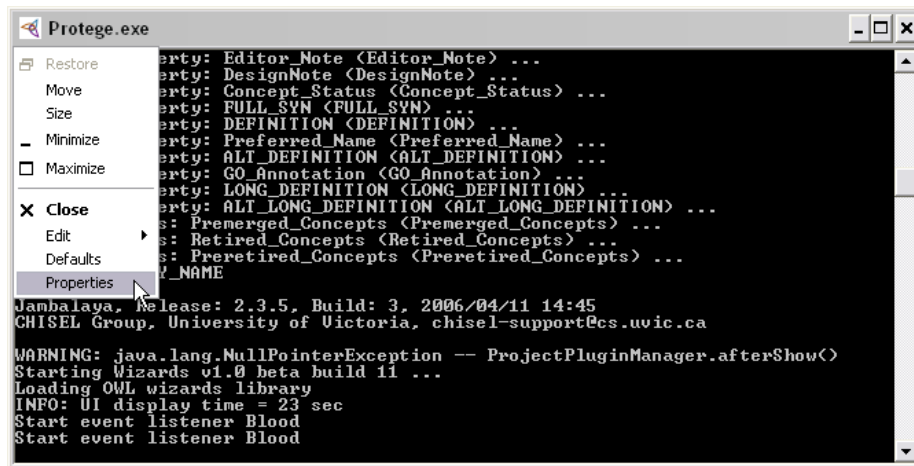 Protege.exe
Restore
Move
Size
Minimize
Maximize
Close
Edit
Defaults
Properties
erty: Editor_Note (Editor_Note) ...
erty: DesignNote (DesignNote) ...
erty: Concept_Status (Concept_Status) ...
erty: FULL_SYN (FULL_SYN) ...
erty: DEFINITION (DEFINITION) ...
erty: Preferred_Name (Preferred_Name) ...
erty: ALT_DEFINITION (ALT_DEFINITION) ...
erty: GO_Annotation (GO_Annotation) ...
erty: LONG_DEFINITION (LONG_DEFINITION) ...
erty: ALT_LONG_DEFINITION (ALT_LONG_DEFINITION) ...
s: Premerged_Concepts (Premerged_Concepts) ...
s: Retired_Concepts (Retired_Concepts) ...
s: Preretired_Concepts (Preretired_Concepts) ...
Y_NAME
Jambalaya, Release: 2.3.5, Build: 3, 2006/04/11 14:45
CHISEL Group, University of Victoria, chisel-support@cs.uvic.ca
WARNING: java.lang.NullPointerException -- ProjectPluginManager.afterShow()
Starting Wizards v1.0 beta build 11 ...
Loading OWL wizards library
INFO: UI display time = 23 sec
Start event listener Blood
Start event listener Blood